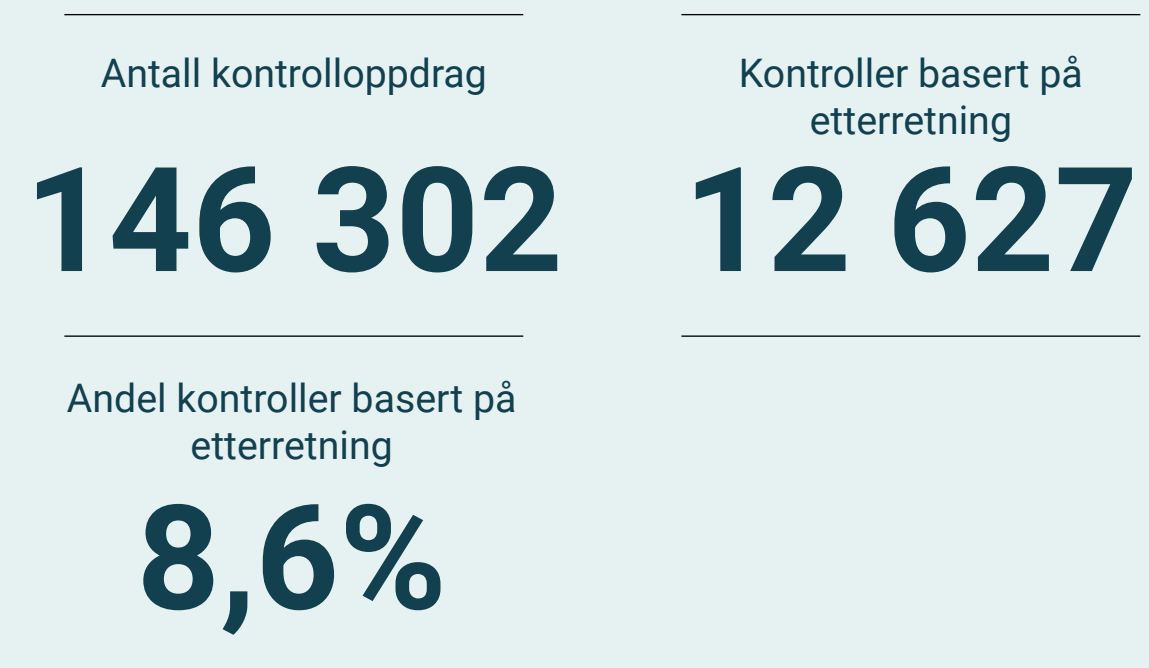 Antall kontrolloppdrag
146 302
Kontroller basert på
etterretning
12 627
Andel kontroller basert på
etterretning
8,6%